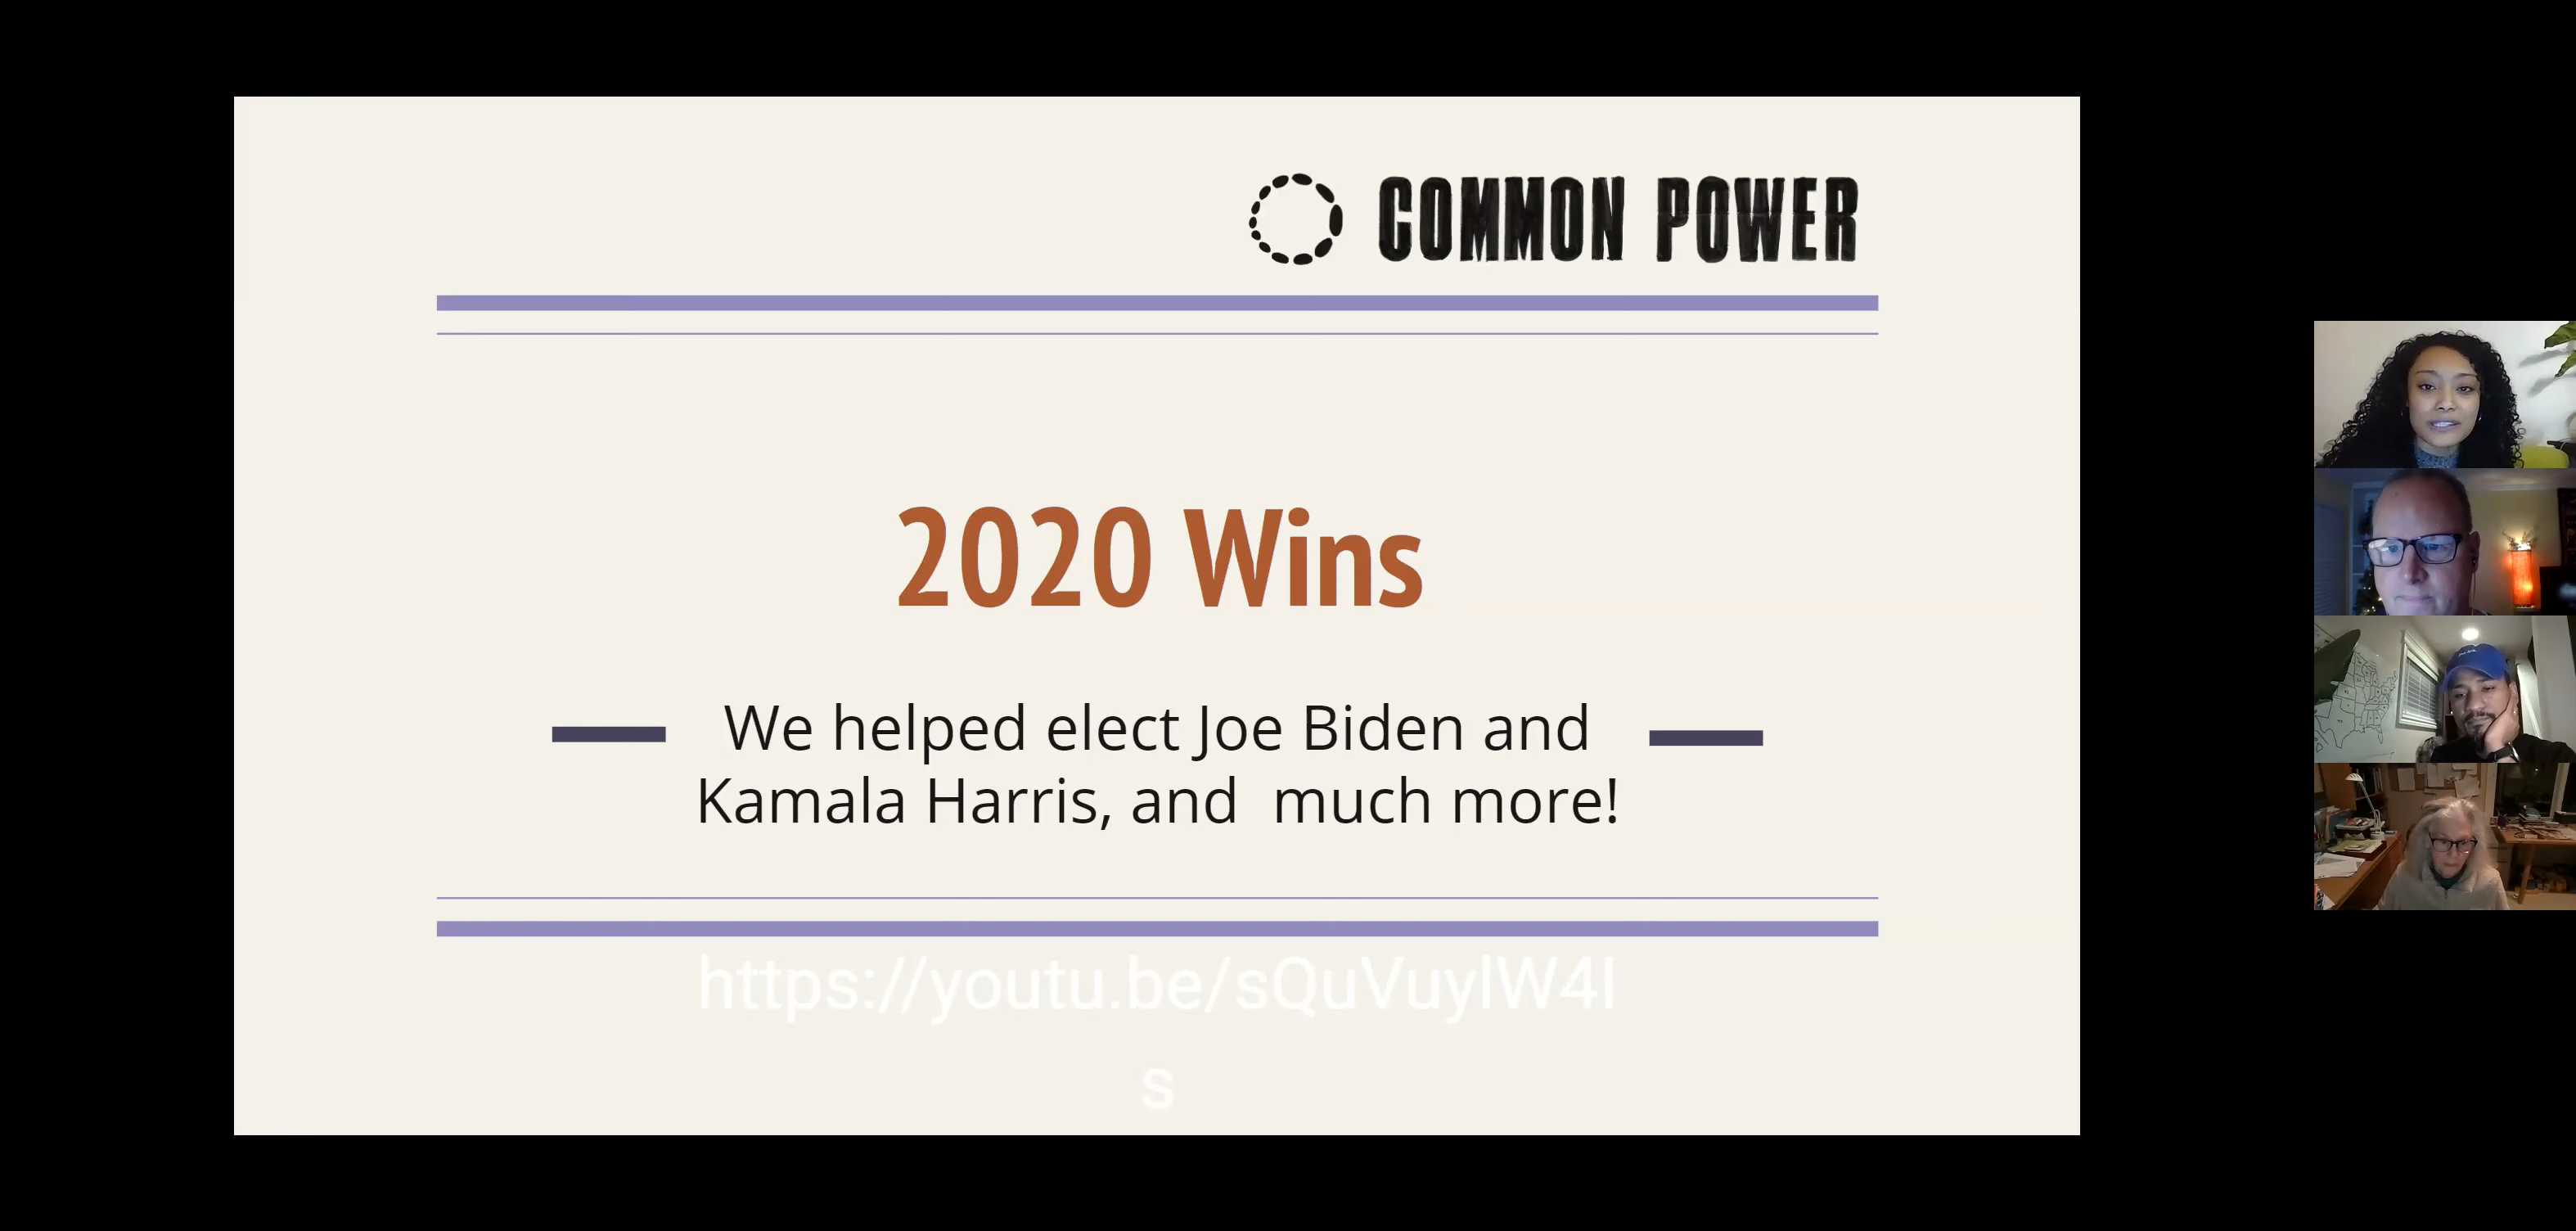 COMMON POWER
2020 Wins
We helped elect Joe Biden and
Kamala Harris, and  much more!
https://youtu.be/sQuVuylW4I
s